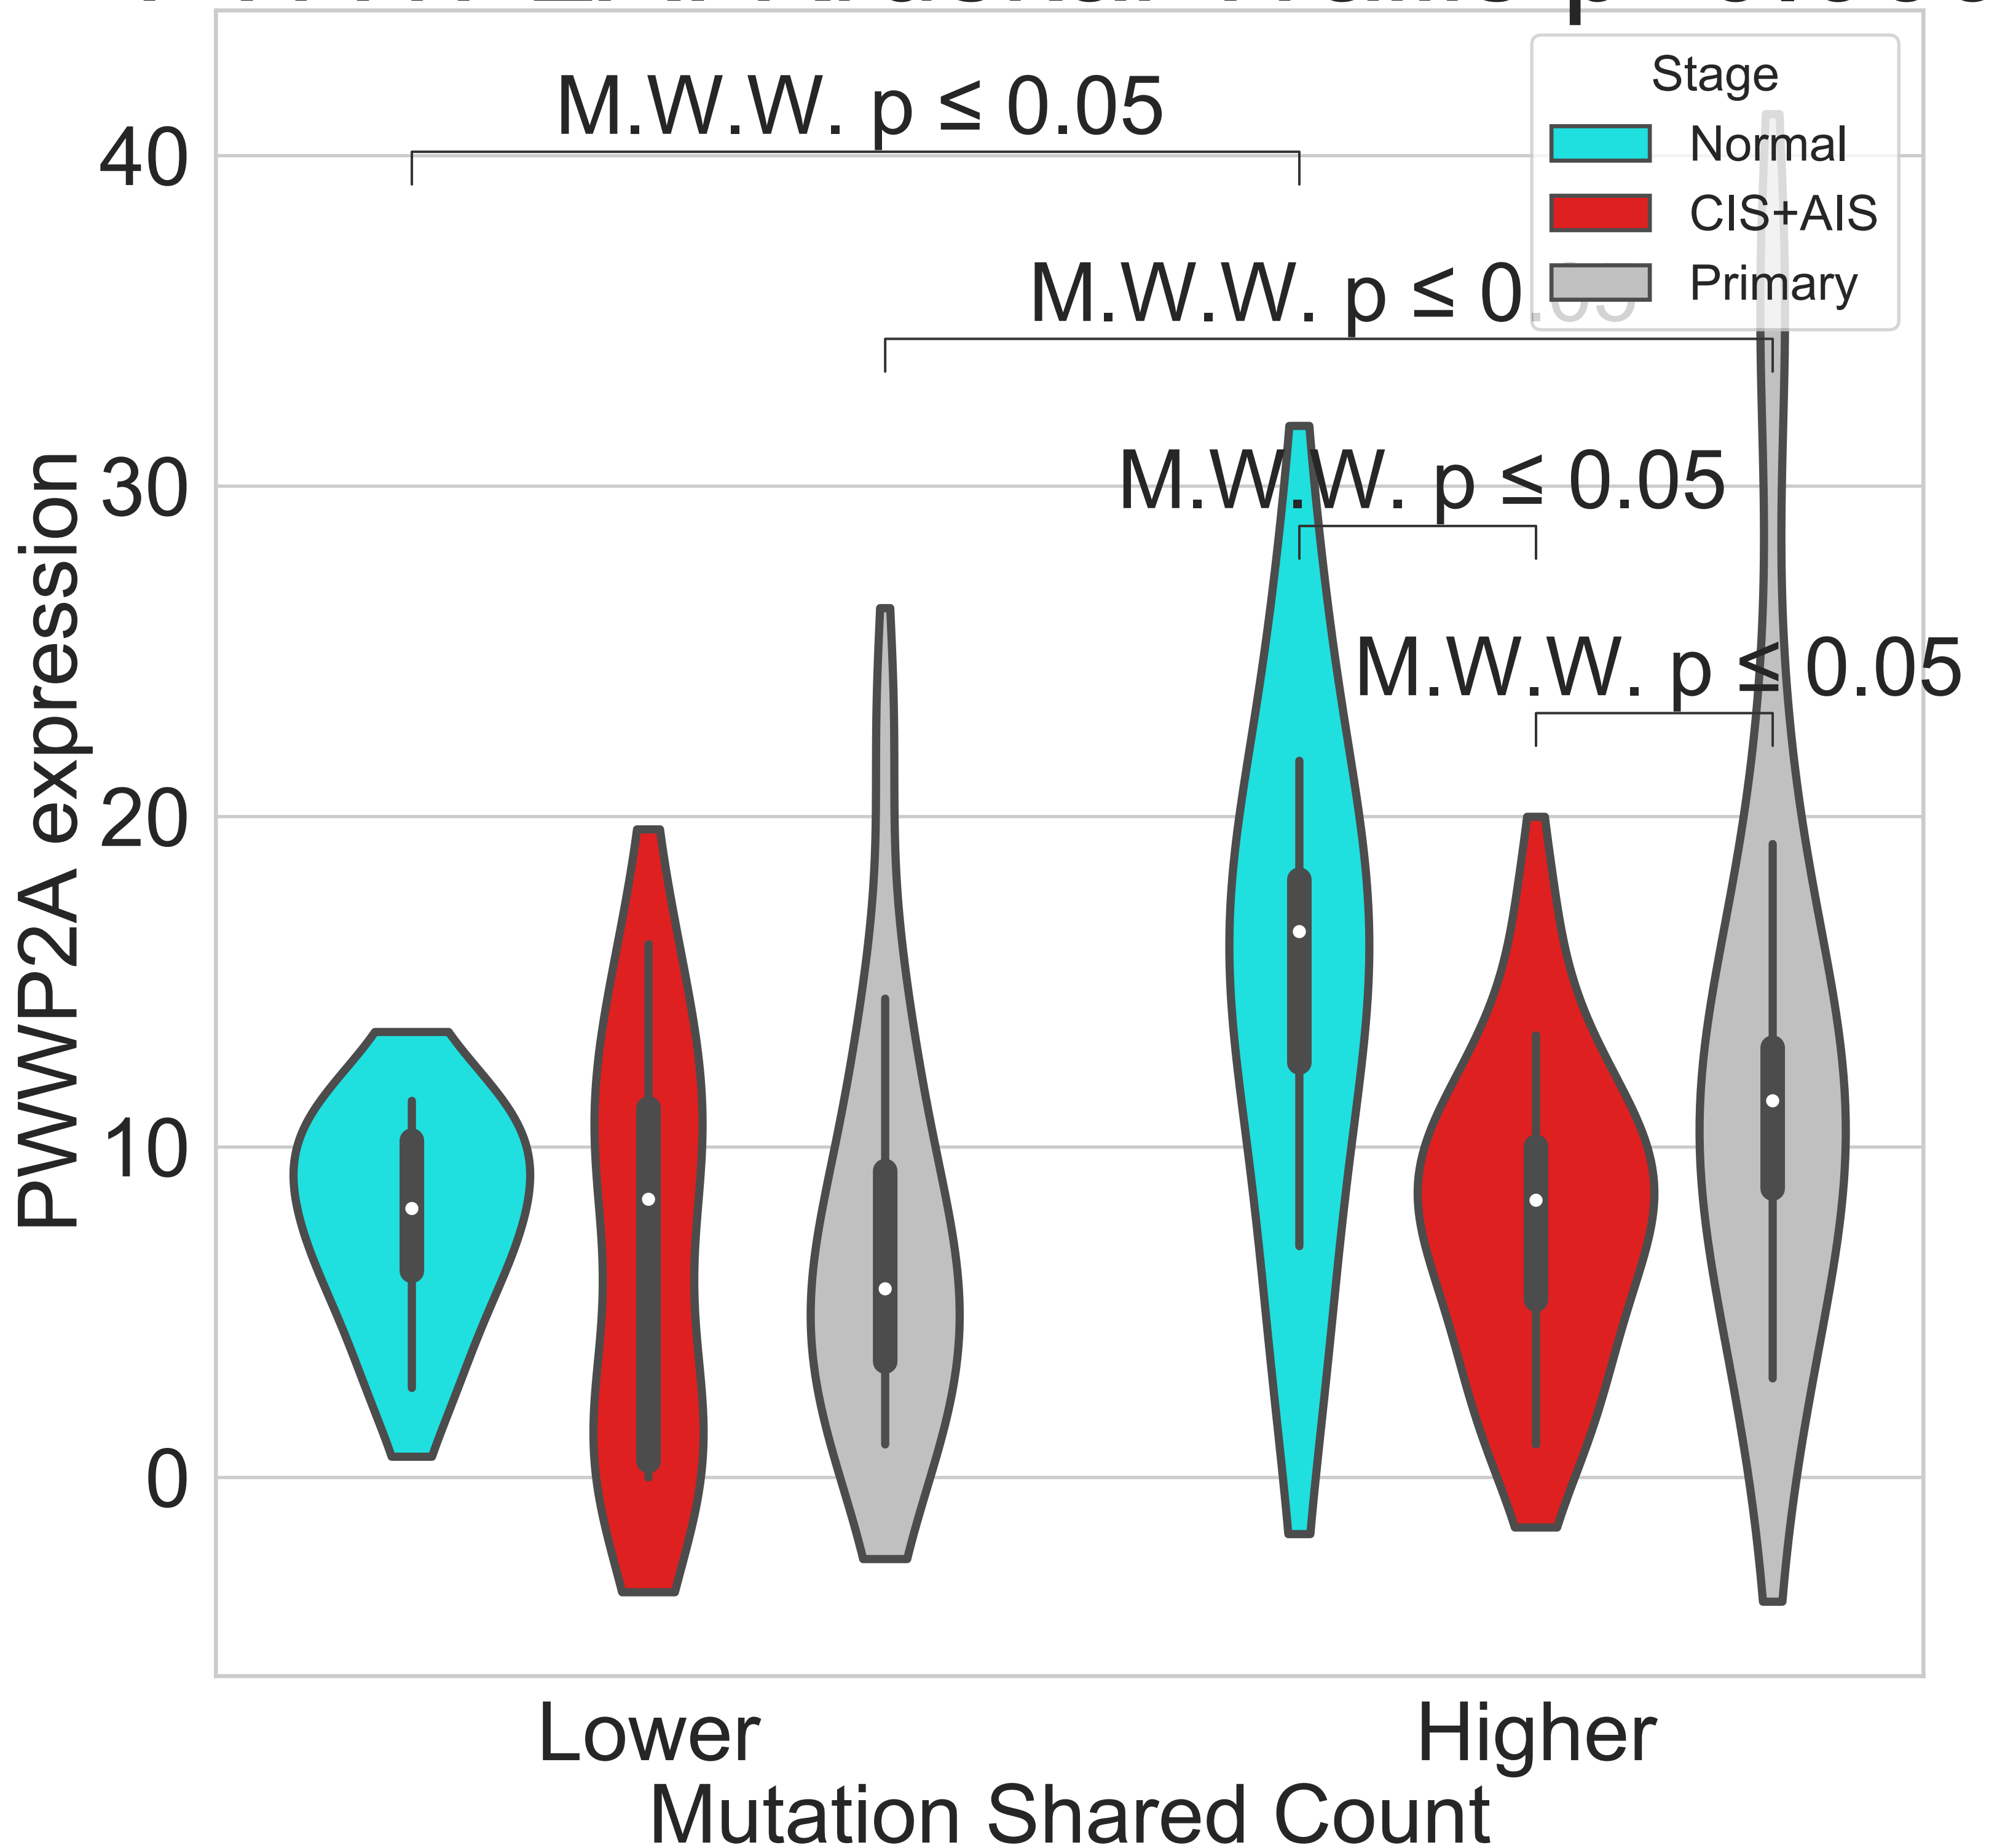 M.W.W. p ≤ 0.05
Stage
Normal
CIS+AIS
Primary
40
M.W.W. p ≤ 0.05
30
M.W.W. p ≤ 0.05
M.W.W. p ≤ 0.05
20
10
0
PWWP2A expression
Lower
Higher
Mutation Shared Count